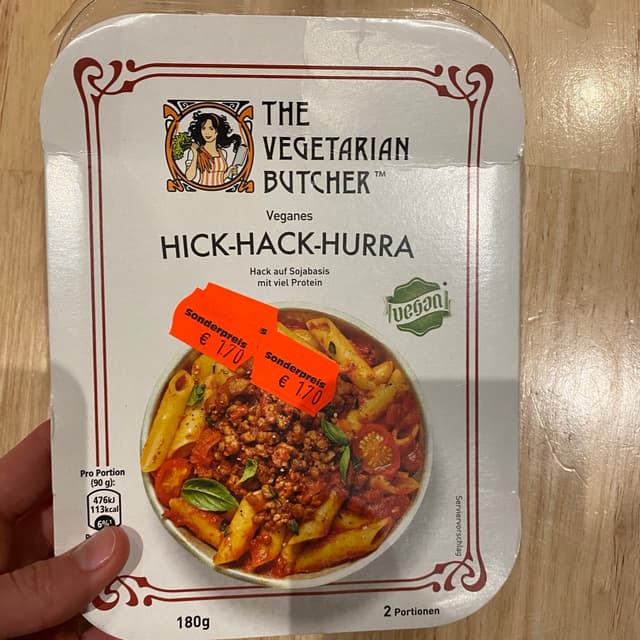 THE
VEGETARIAN
BUTCHER™
Veganes
HICK-HACK-HURRA
Hack auf Sojabasis
mit viel Protein
vegan!
Sonderpreis
€ 1.70
s
Sonderpreis
€ 1.70
Pro Portion
(90 g):
476kJ
113kcal
6%
Serviervorschlag
180g
2 Portionen